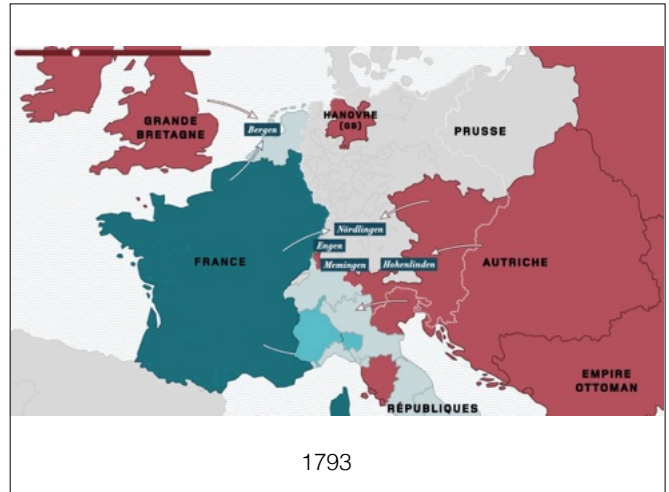 GRANDE
BRETAGNE
Bergen
HANOVRE
(GB)
PRUSSE
Nördlingen
Engen
FRANCE
Memingen
Hohenlinden
AUTRICHE
EMPIRE
OTTOMAN
RÉPUBLIQUES
1793